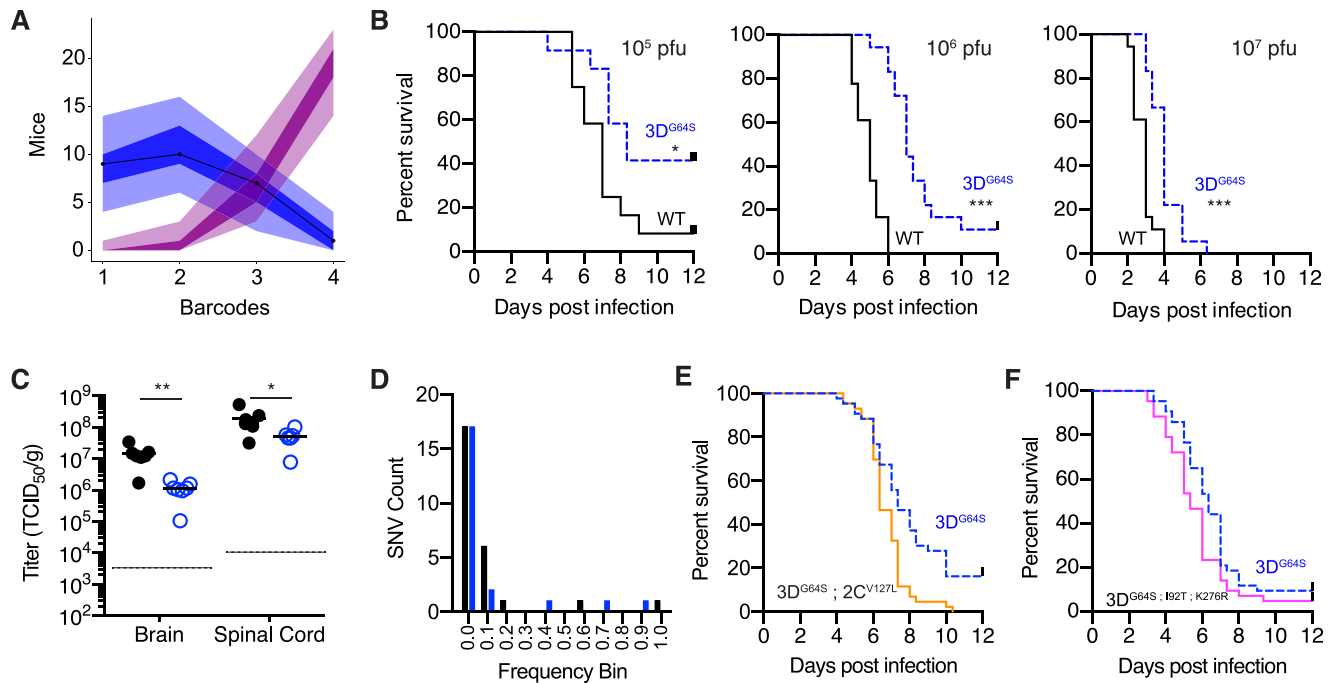 A
20
15
10
5
0
Mice
1 2 3 4
Barcodes
B
100
80
60
40
20
0
Percent survival
10⁵ pfu
3D^G64S
*
WT
0 2 4 6 8 10 12
Days post infection
100
80
60
40
20
0
10⁶ pfu
3D^G64S
***
WT
0 2 4 6 8 10 12
Days post infection
100
80
60
40
20
0
10⁷ pfu
3D^G64S
***
WT
0 2 4 6 8 10 12
Days post infection
C
10⁹
10⁸
10⁷
10⁶
10⁵
10⁴
10³
10²
Titer (TCID₅₀/g)
**
*
Brain Spinal Cord
D
20
15
10
5
0
SNV Count
0.0 0.1 0.2 0.3 0.4 0.5 0.6 0.7 0.8 0.9 1.0
Frequency Bin
E
100
80
60
40
20
0
Percent survival
3D^G64S
3D^G64S ; 2C^V127L
0 2 4 6 8 10 12
Days post infection
F
100
80
60
40
20
0
Percent survival
3D^G64S
3D^G64S ; I92T ; K276R
0 2 4 6 8 10 12
Days post infection